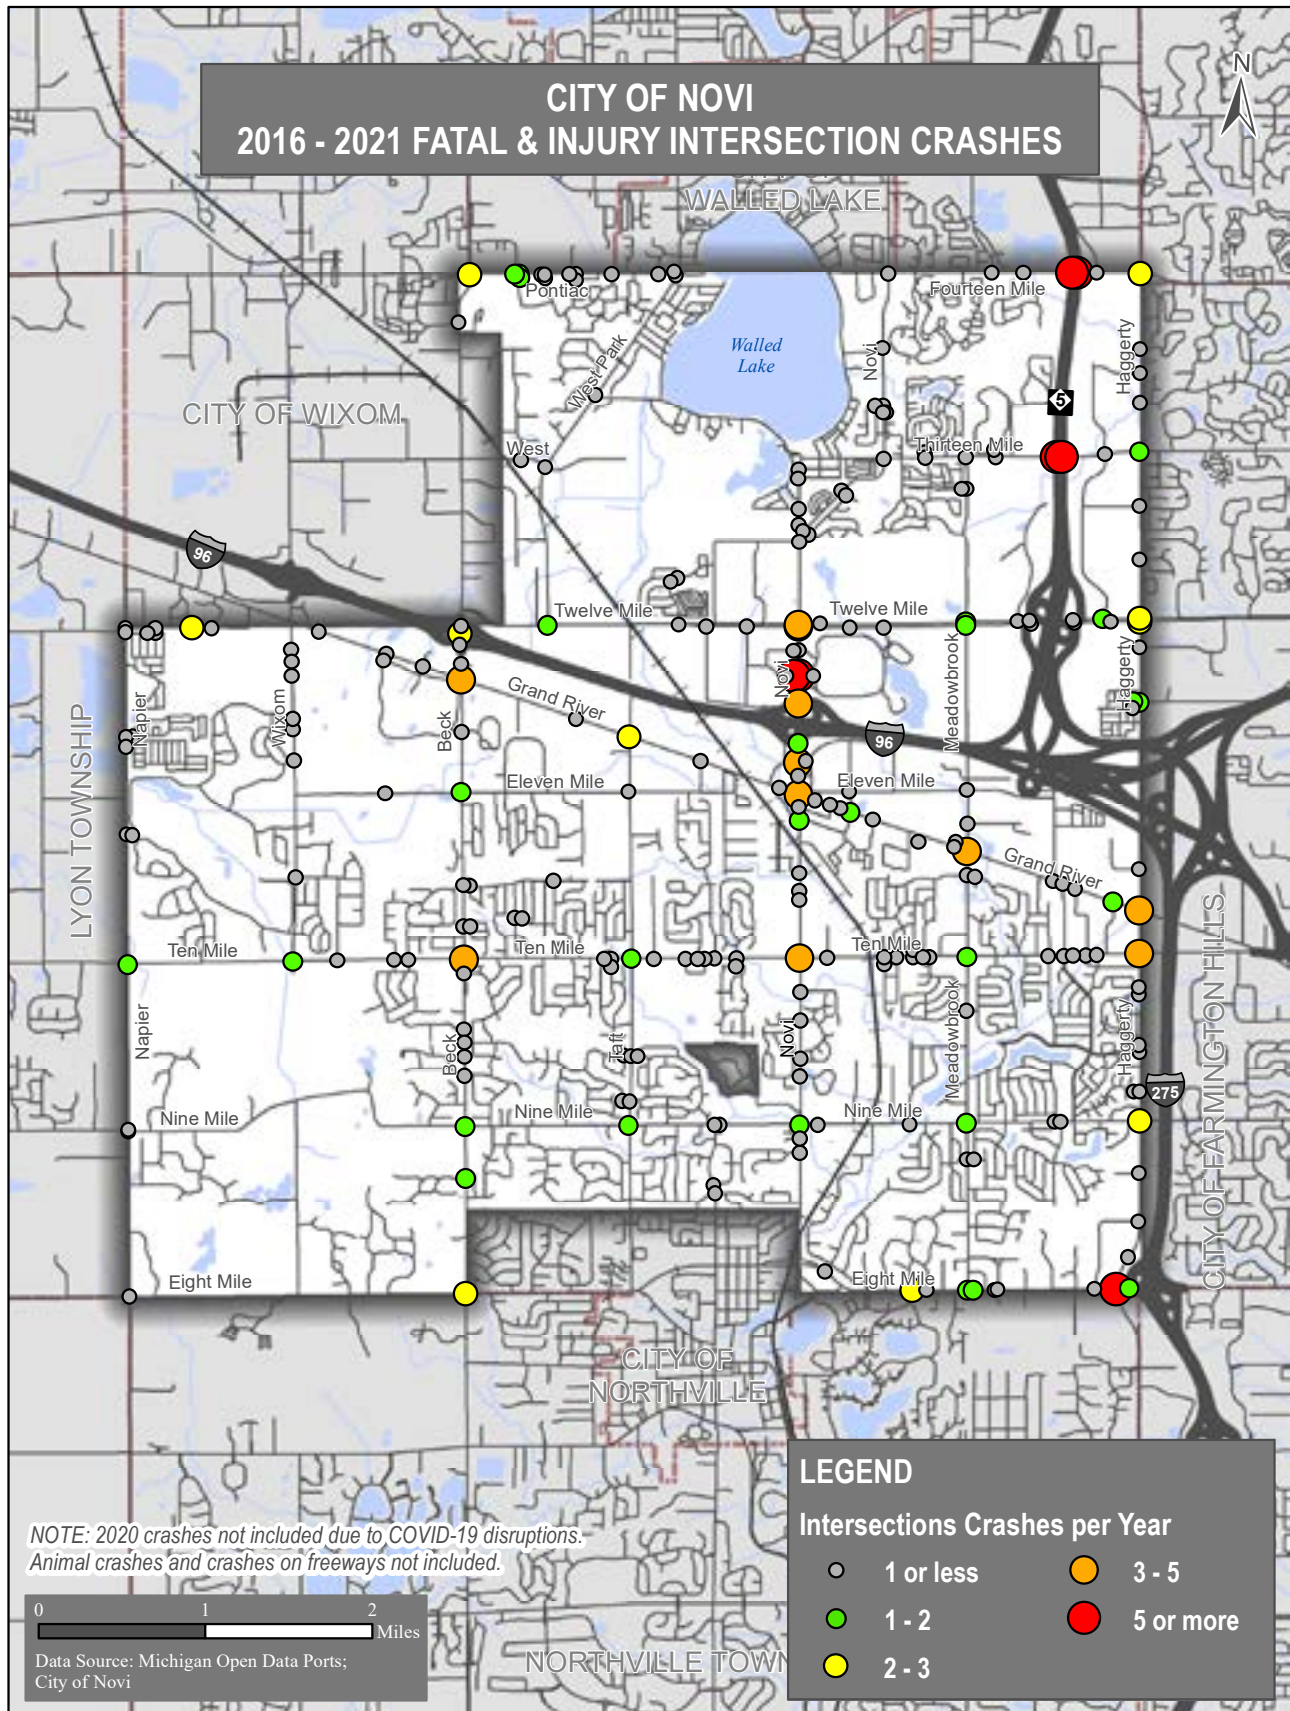 CITY OF NOVI
2016 - 2021 FATAL & INJURY INTERSECTION CRASHES
N
WALLED LAKE
Pontiac
Fourteen Mile
Walled
Lake
Novi
Haggerty
West Park
5
CITY OF WIXOM
West
Thirteen Mile
96
Twelve Mile
Twelve Mile
Napier
Wixom
Beck
Grand River
Novi
Meadowbrook
Haggerty
96
LYON TOWNSHIP
Eleven Mile
Eleven Mile
Grand River
Ten Mile
Ten Mile
Ten Mile
Napier
Beck
Taft
Novi
Meadowbrook
Haggerty
275
CITY OF FARMINGTON HILLS
Nine Mile
Nine Mile
Nine Mile
Eight Mile
Eight Mile
CITY OF
NORTHVILLE
NOTE: 2020 crashes not included due to COVID-19 disruptions.
Animal crashes and crashes on freeways not included.
0 1 2
Miles
Data Source: Michigan Open Data Ports;
City of Novi
NORTHVILLE TOWN
LEGEND
Intersections Crashes per Year
1 or less
3 - 5
1 - 2
5 or more
2 - 3